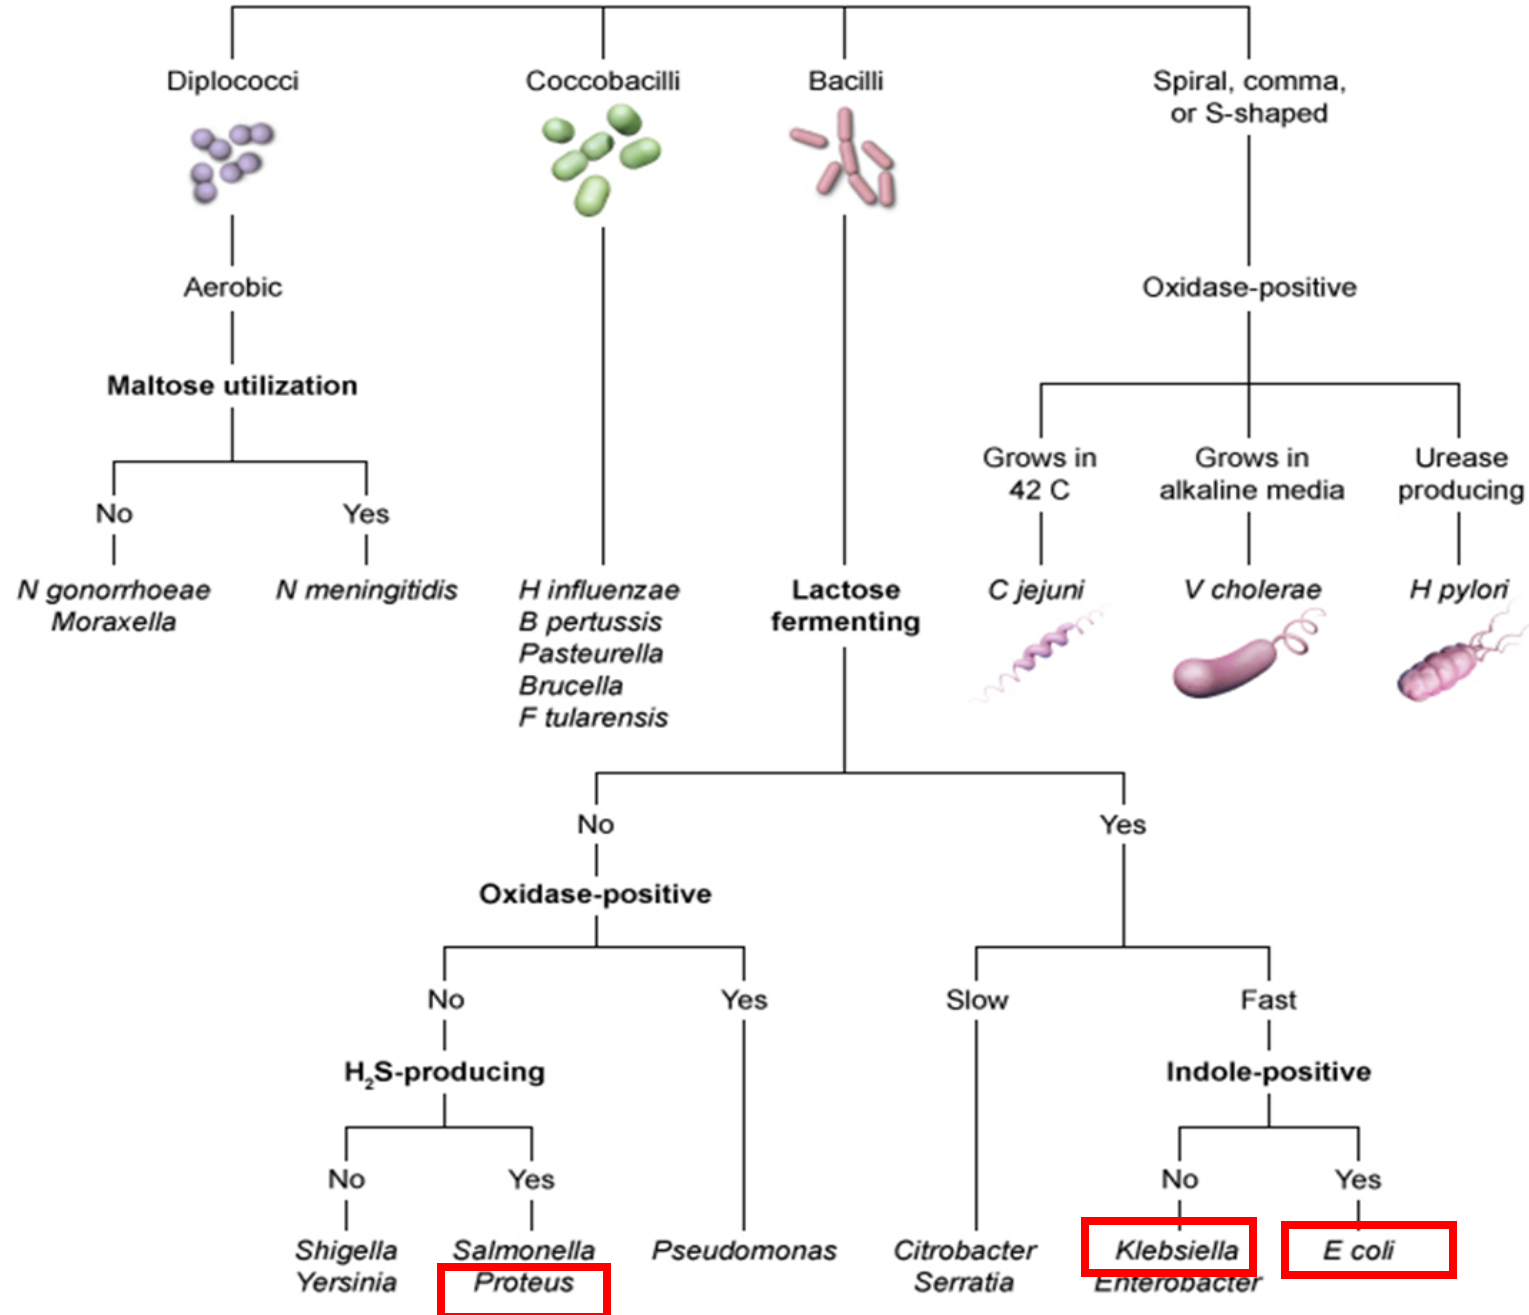 Diplococci
Coccobacilli
Bacilli
Spiral, comma,
or S-shaped
Aerobic
Oxidase-positive
Maltose utilization
Grows in
42 C
Grows in
alkaline media
Urease
producing
No
Yes
N gonorrhoeae
Moraxella
N meningitidis
H influenzae
B pertussis
Pasteurella
Brucella
F tularensis
Lactose
fermenting
C jejuni
V cholerae
H pylori
No
Yes
Oxidase-positive
No
Yes
Slow
Fast
H₂S-producing
Indole-positive
No
Yes
No
Yes
Shigella
Yersinia
Salmonella
Proteus
Pseudomonas
Citrobacter
Serratia
Klebsiella
Enterobacter
E coli